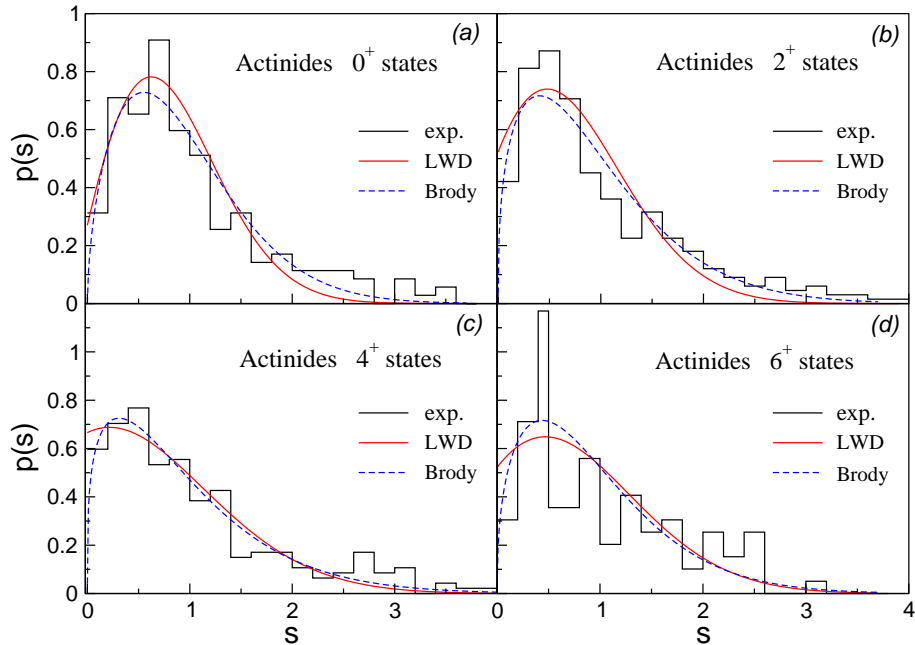 (a)
Actinides 0⁺ states
exp.
LWD
Brody
p(s)
0
0.2
0.4
0.6
0.8
1
(b)
Actinides 2⁺ states
exp.
LWD
Brody
(c)
Actinides 4⁺ states
exp.
LWD
Brody
p(s)
0
0.2
0.4
0.6
0.8
1
0 1 2 3
s
(d)
Actinides 6⁺ states
exp.
LWD
Brody
0 1 2 3 4
s